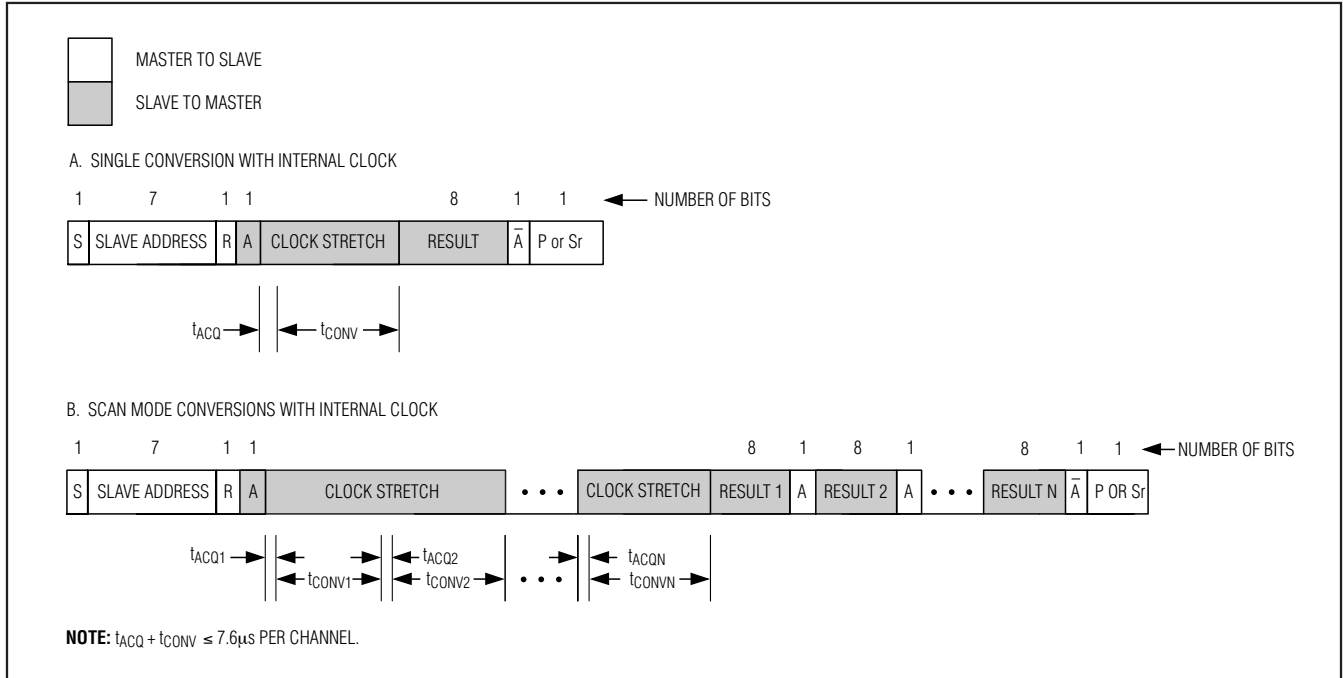 MASTER TO SLAVE
SLAVE TO MASTER
A. SINGLE CONVERSION WITH INTERNAL CLOCK
1 7 1 1 8 1 1 NUMBER OF BITS
S SLAVE ADDRESS R A CLOCK STRETCH RESULT A̅ P or Sr
tACQ tCONV
B. SCAN MODE CONVERSIONS WITH INTERNAL CLOCK
1 7 1 1 8 1 8 1 8 1 1 NUMBER OF BITS
S SLAVE ADDRESS R A CLOCK STRETCH • • • CLOCK STRETCH RESULT 1 A RESULT 2 A • • • RESULT N A̅ P OR Sr
tACQ1 tACQ2 tACQN
tCONV1 tCONV2 • • • tCONVN
NOTE: tACQ + tCONV ≤ 7.6μs PER CHANNEL.